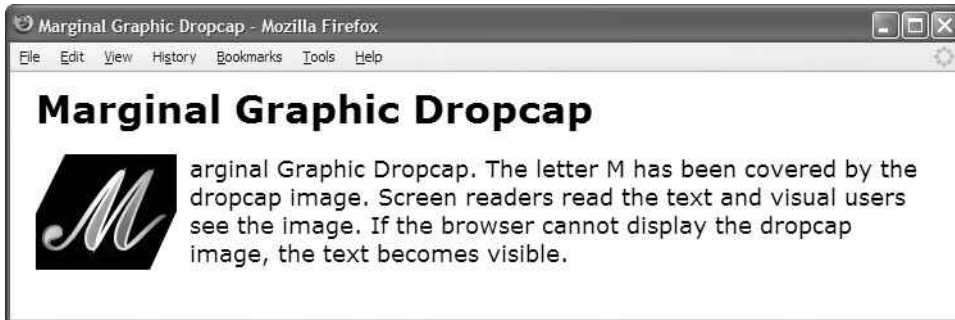 Marginal Graphic Dropcap - Mozilla Firefox
File Edit View History Bookmarks Tools Help
Marginal Graphic Dropcap
M arginal Graphic Dropcap. The letter M has been covered by the
dropcap image. Screen readers read the text and visual users
see the image. If the browser cannot display the dropcap
image, the text becomes visible.